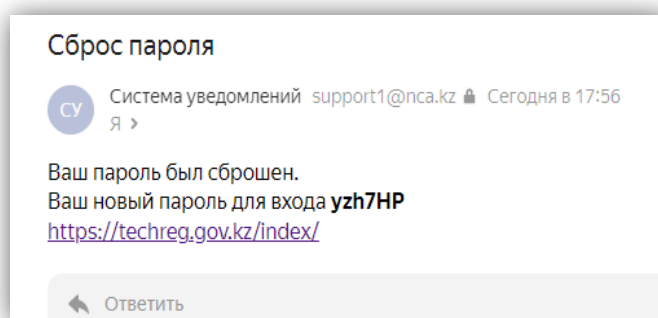 Сброс пароля
СУ
Система уведомлений support1@nca.kz Сегодня в 17:56
Я >
Ваш пароль был сброшен.
Ваш новый пароль для входа yzh7HP
https://techreg.gov.kz/index/
Ответить